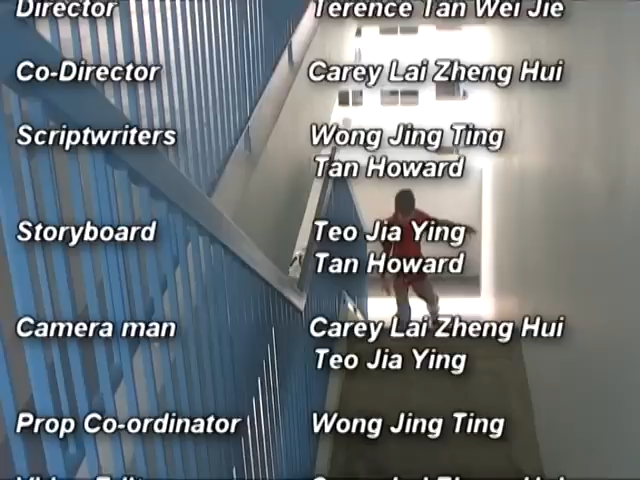 Director Terence Tan Wei Jie
Co-Director Carey Lai Zheng Hui
Scriptwriters Wong Jing Ting
Tan Howard
Storyboard Teo Jia Ying
Tan Howard
Camera man Carey Lai Zheng Hui
Teo Jia Ying
Prop Co-ordinator Wong Jing Ting